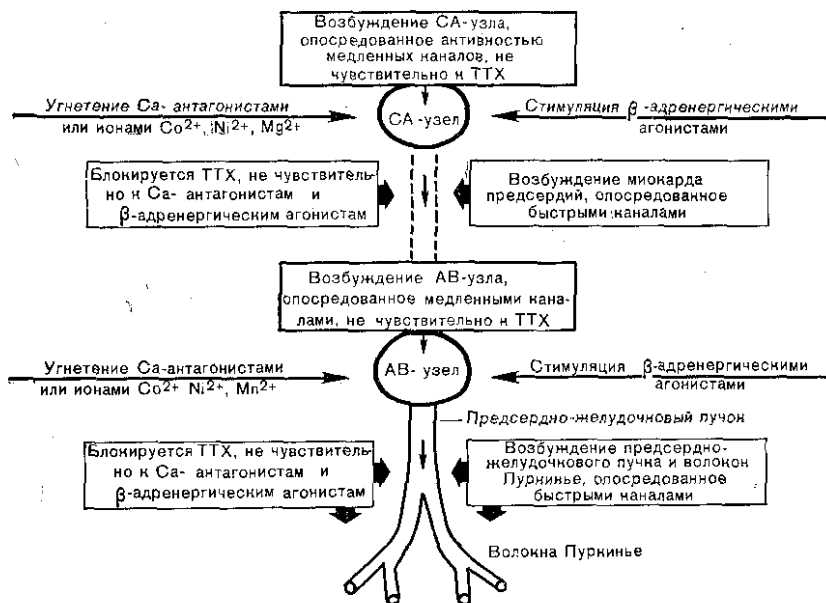 Возбуждение СА-узла,
опосредованное активностью
медленных каналов, не
чувствительно к ТТХ
Угнетение Са- антагонистами
или ионами Co²⁺, Ni²⁺, Mg²⁺
СА-узел
Стимуляция β-адренергическими
агонистами
Блокируется ТТХ, не чувствитель-
но к Са- антагонистам и
β-адренергическим агонистам
Возбуждение миокарда
предсердий, опосредованное
быстрыми каналами
Возбуждение АВ-узла,
опосредованное медленными кана-
лами, не чувствительно к ТТХ
Угнетение Са-антагонистами
или ионами Co²⁺ Ni²⁺, Mn²⁺
АВ- узел
Стимуляция β-адренергическими
агонистами
Предсердно-желудочковый пучок
Блокируется ТТХ, не чувствитель-
но к Са- антагонистам и
β-адренергическим агонистам
Возбуждение предсердно-
желудочкового пучка и волокон
Пуркинье, опосредованное
быстрыми каналами
Волокна Пуркинье